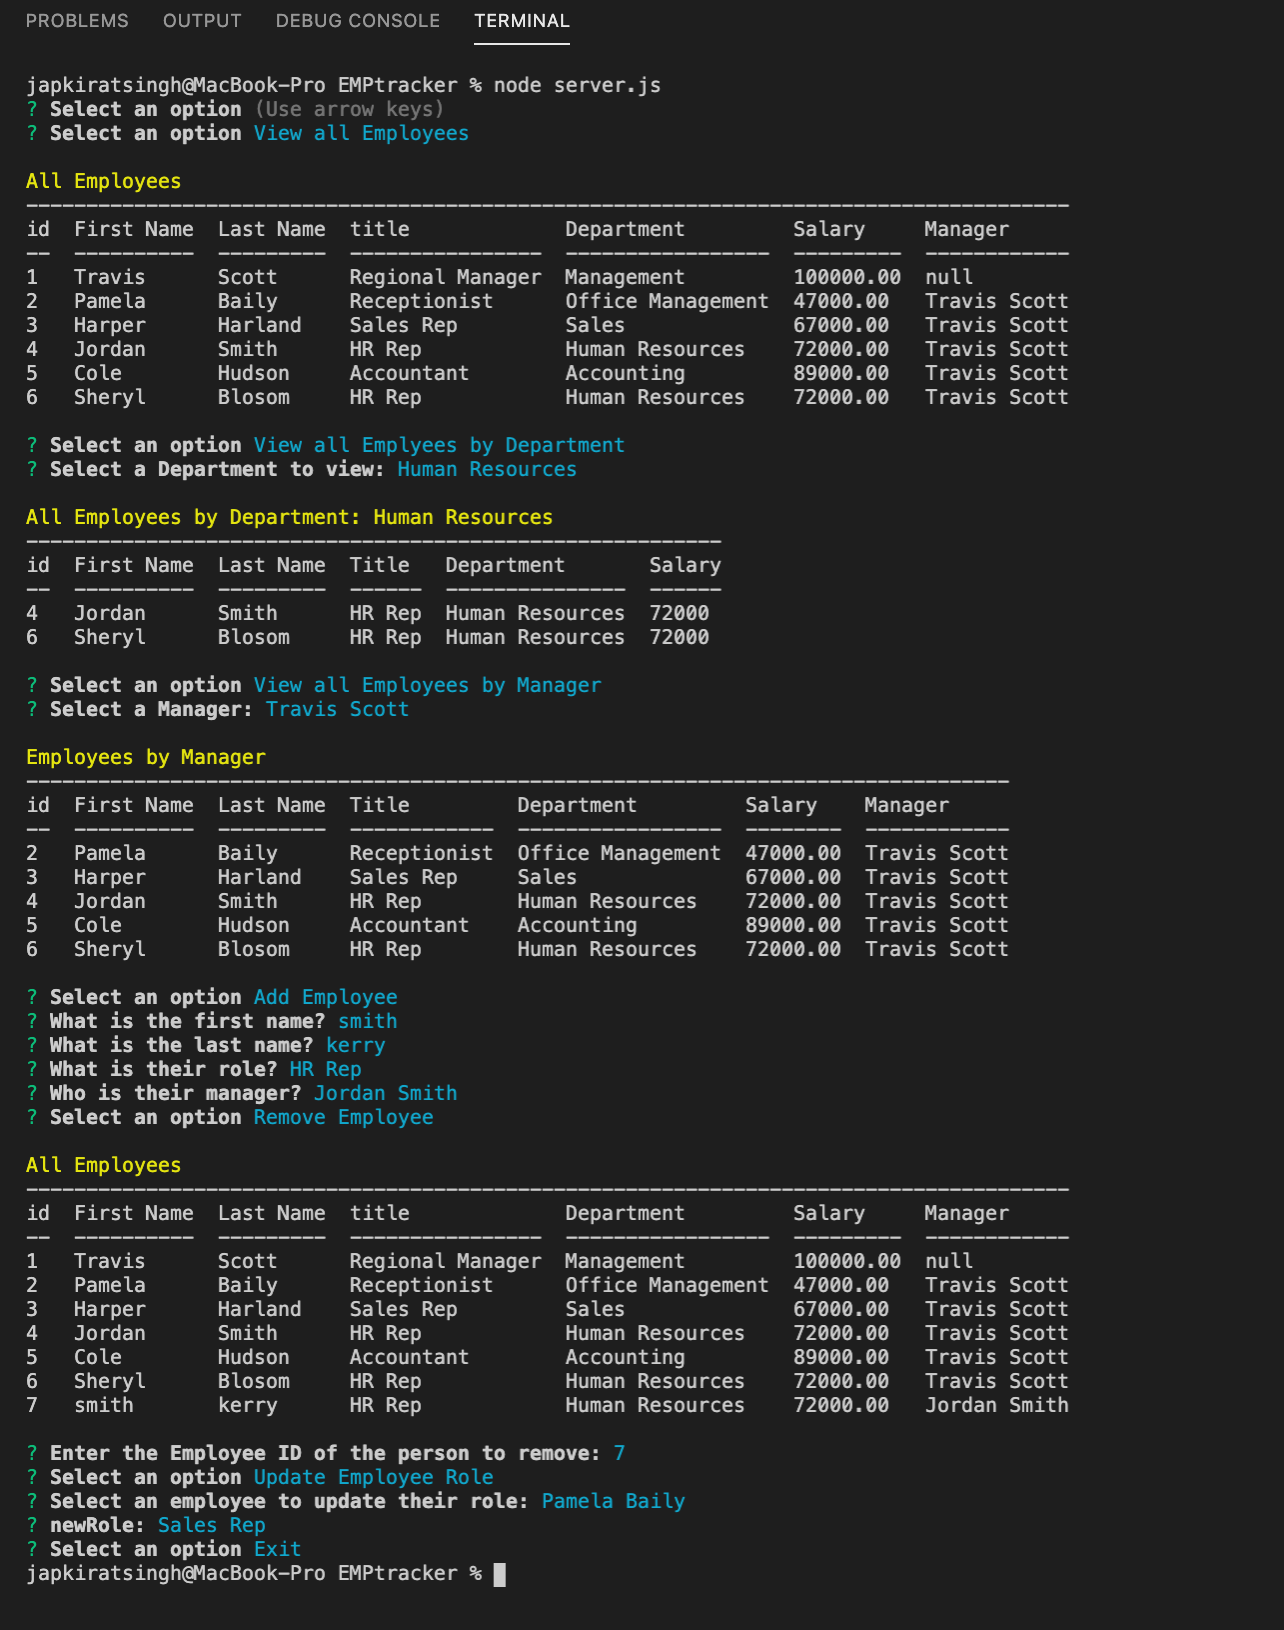 PROBLEMS OUTPUT DEBUG CONSOLE TERMINAL
japkiratsingh@MacBook-Pro EMPtracker % node server.js
? Select an option (Use arrow keys)
? Select an option View all Employees
All Employees
---------------------------------------------------------------------------------------
id  First Name  Last Name  title             Department         Salary     Manager
--  ----------  ---------  ----------------  -----------------  ---------  ------------
1   Travis      Scott      Regional Manager  Management         100000.00  null
2   Pamela      Baily      Receptionist      Office Management  47000.00   Travis Scott
3   Harper      Harland    Sales Rep         Sales              67000.00   Travis Scott
4   Jordan      Smith      HR Rep            Human Resources    72000.00   Travis Scott
5   Cole        Hudson     Accountant        Accounting         89000.00   Travis Scott
6   Sheryl      Blosom     HR Rep            Human Resources    72000.00   Travis Scott
? Select an option View all Emplyees by Department
? Select a Department to view: Human Resources
All Employees by Department: Human Resources
----------------------------------------------------------
id  First Name  Last Name  Title   Department       Salary
--  ----------  ---------  ------  ---------------  ------
4   Jordan      Smith      HR Rep  Human Resources  72000
6   Sheryl      Blosom     HR Rep  Human Resources  72000
? Select an option View all Employees by Manager
? Select a Manager: Travis Scott
Employees by Manager
----------------------------------------------------------------------------------
id  First Name  Last Name  Title         Department         Salary    Manager
--  ----------  ---------  ------------  -----------------  --------  ------------
2   Pamela      Baily      Receptionist  Office Management  47000.00  Travis Scott
3   Harper      Harland    Sales Rep     Sales              67000.00  Travis Scott
4   Jordan      Smith      HR Rep        Human Resources    72000.00  Travis Scott
5   Cole        Hudson     Accountant    Accounting         89000.00  Travis Scott
6   Sheryl      Blosom     HR Rep        Human Resources    72000.00  Travis Scott
? Select an option Add Employee
? What is the first name? smith
? What is the last name? kerry
? What is their role? HR Rep
? Who is their manager? Jordan Smith
? Select an option Remove Employee
All Employees
---------------------------------------------------------------------------------------
id  First Name  Last Name  title             Department         Salary     Manager
--  ----------  ---------  ----------------  -----------------  ---------  ------------
1   Travis      Scott      Regional Manager  Management         100000.00  null
2   Pamela      Baily      Receptionist      Office Management  47000.00   Travis Scott
3   Harper      Harland    Sales Rep         Sales              67000.00   Travis Scott
4   Jordan      Smith      HR Rep            Human Resources    72000.00   Travis Scott
5   Cole        Hudson     Accountant        Accounting         89000.00   Travis Scott
6   Sheryl      Blosom     HR Rep            Human Resources    72000.00   Travis Scott
7   smith       kerry      HR Rep            Human Resources    72000.00   Jordan Smith
? Enter the Employee ID of the person to remove: 7
? Select an option Update Employee Role
? Select an employee to update their role: Pamela Baily
? newRole: Sales Rep
? Select an option Exit
japkiratsingh@MacBook-Pro EMPtracker %